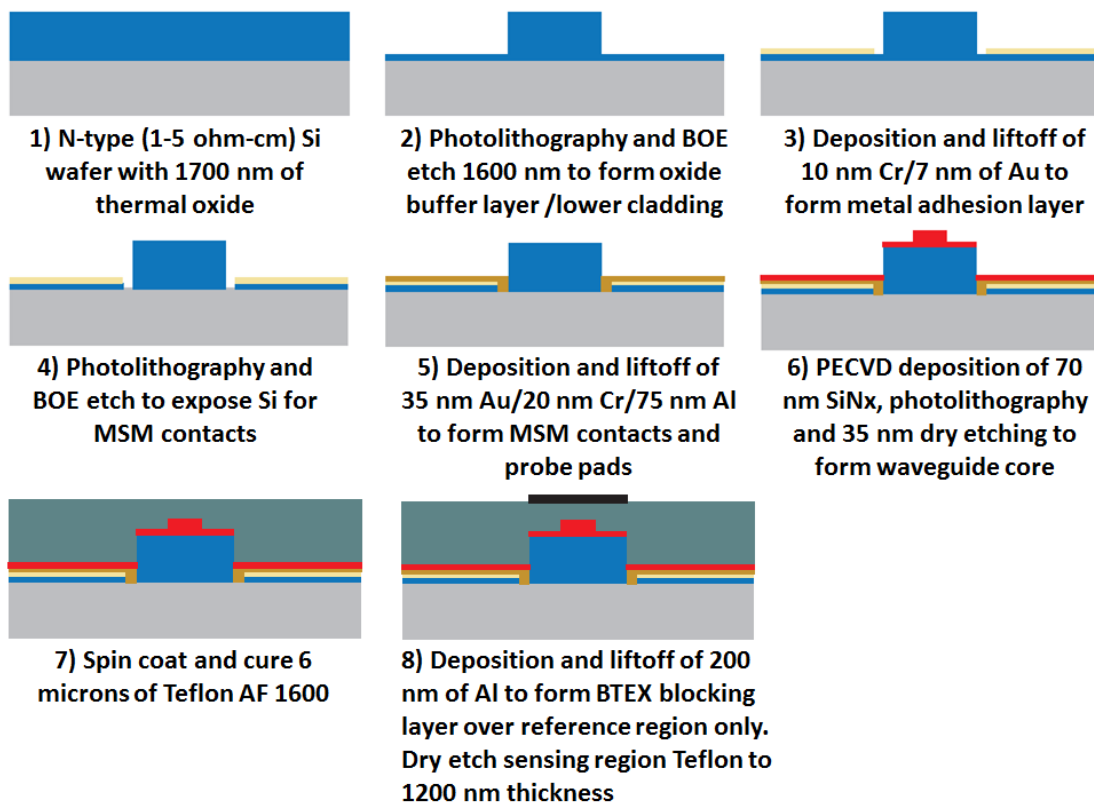 1) N-type (1-5 ohm-cm) Si
wafer with 1700 nm of
thermal oxide
2) Photolithography and BOE
etch 1600 nm to form oxide
buffer layer /lower cladding
3) Deposition and liftoff of
10 nm Cr/7 nm of Au to
form metal adhesion layer
4) Photolithography and
BOE etch to expose Si for
MSM contacts
5) Deposition and liftoff of
35 nm Au/20 nm Cr/75 nm Al
to form MSM contacts and
probe pads
6) PECVD deposition of 70
nm SiNx, photolithography
and 35 nm dry etching to
form waveguide core
7) Spin coat and cure 6
microns of Teflon AF 1600
8) Deposition and liftoff of 200
nm of Al to form BTEX blocking
layer over reference region only.
Dry etch sensing region Teflon to
1200 nm thickness